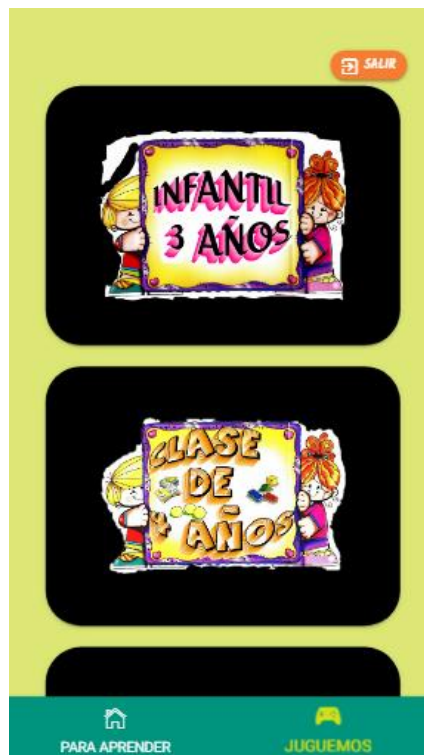 SALIR
INFANTIL
3 AÑOS
CLASE
DE
4 AÑOS
PARA APRENDER
JUGUEMOS